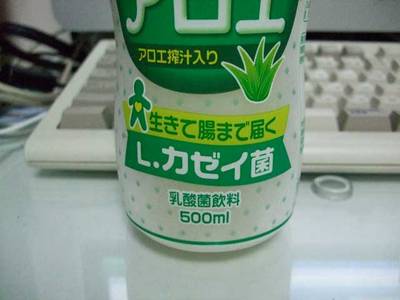 アロエ
アロエ搾汁入り
生きて腸まで届く
L.カゼイ菌
乳酸菌飲料
500ml